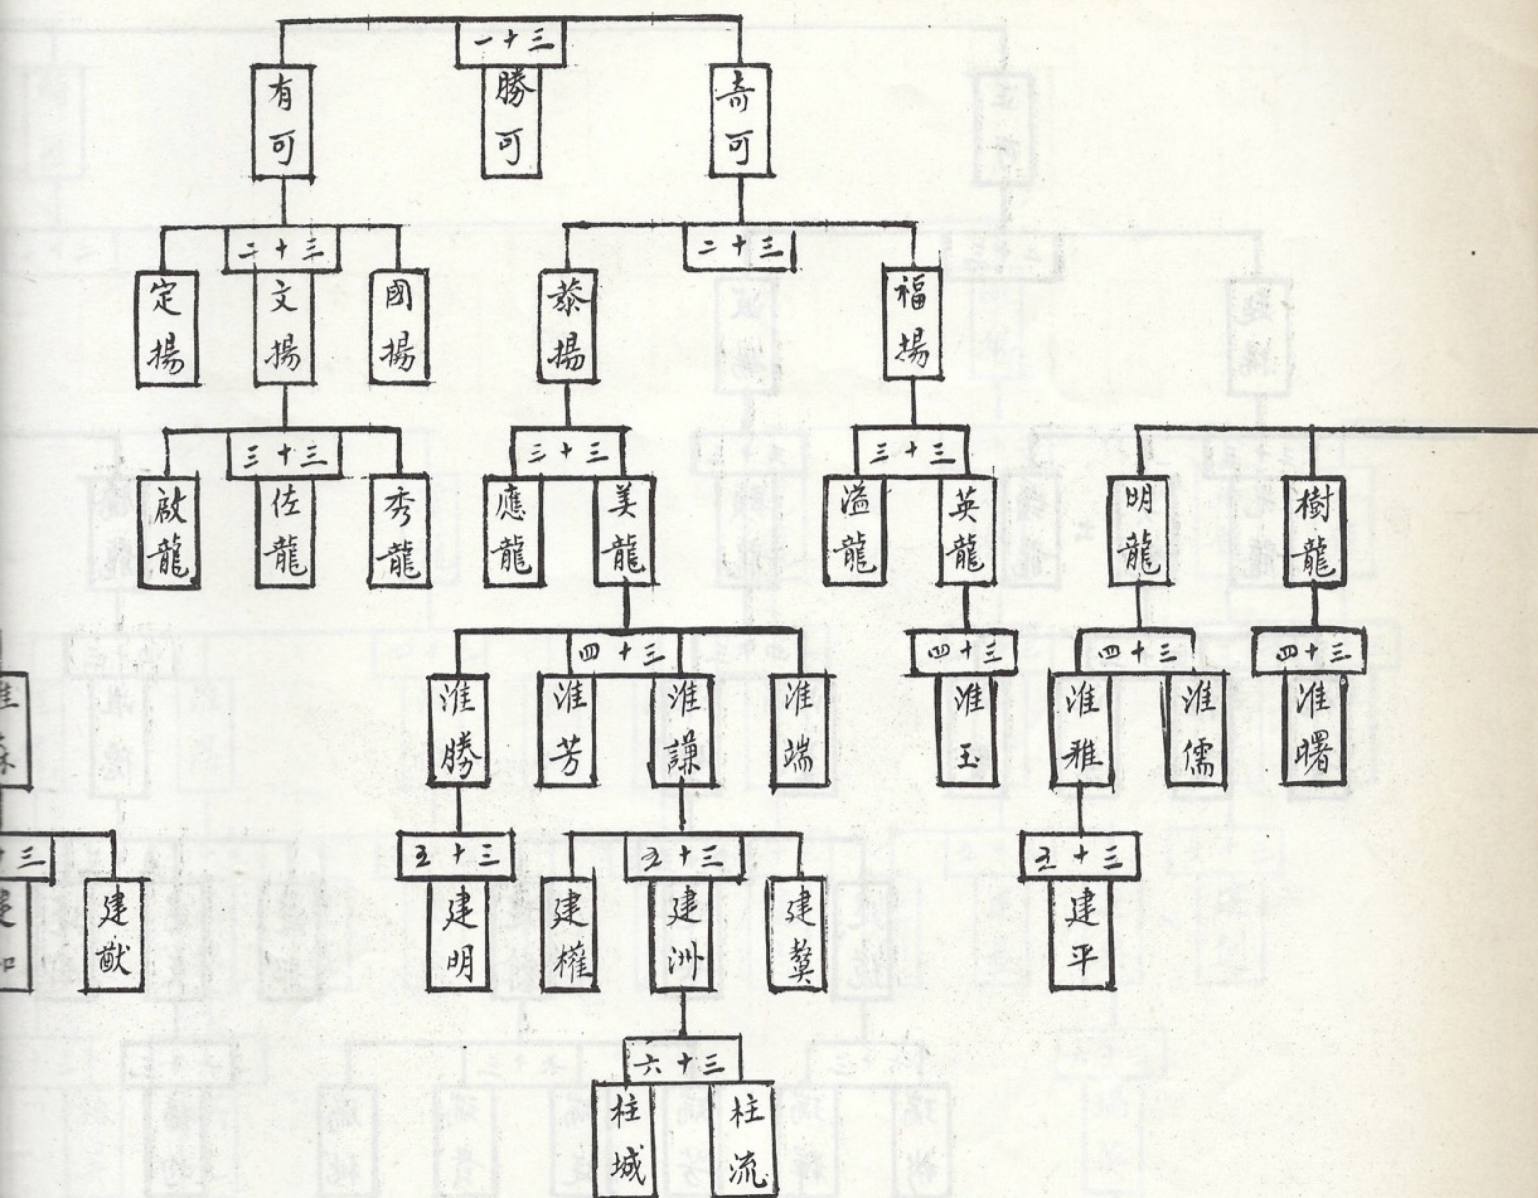 一十三
奇可
勝可
有可
二十三
福揚
泰揚
二十三
國揚
文揚
定揚
樹龍
明龍
三十三
英龍
溢龍
三十三
美龍
應龍
三十三
秀龍
佐龍
啟龍
四十三
淮曙
四十三
淮儒
淮雅
四十三
淮玉
四十三
淮端
淮謙
淮芳
淮勝
五十三
建平
五十三
建洲
建權
五十三
建明
建猷
十三
六十三
柱流
柱城